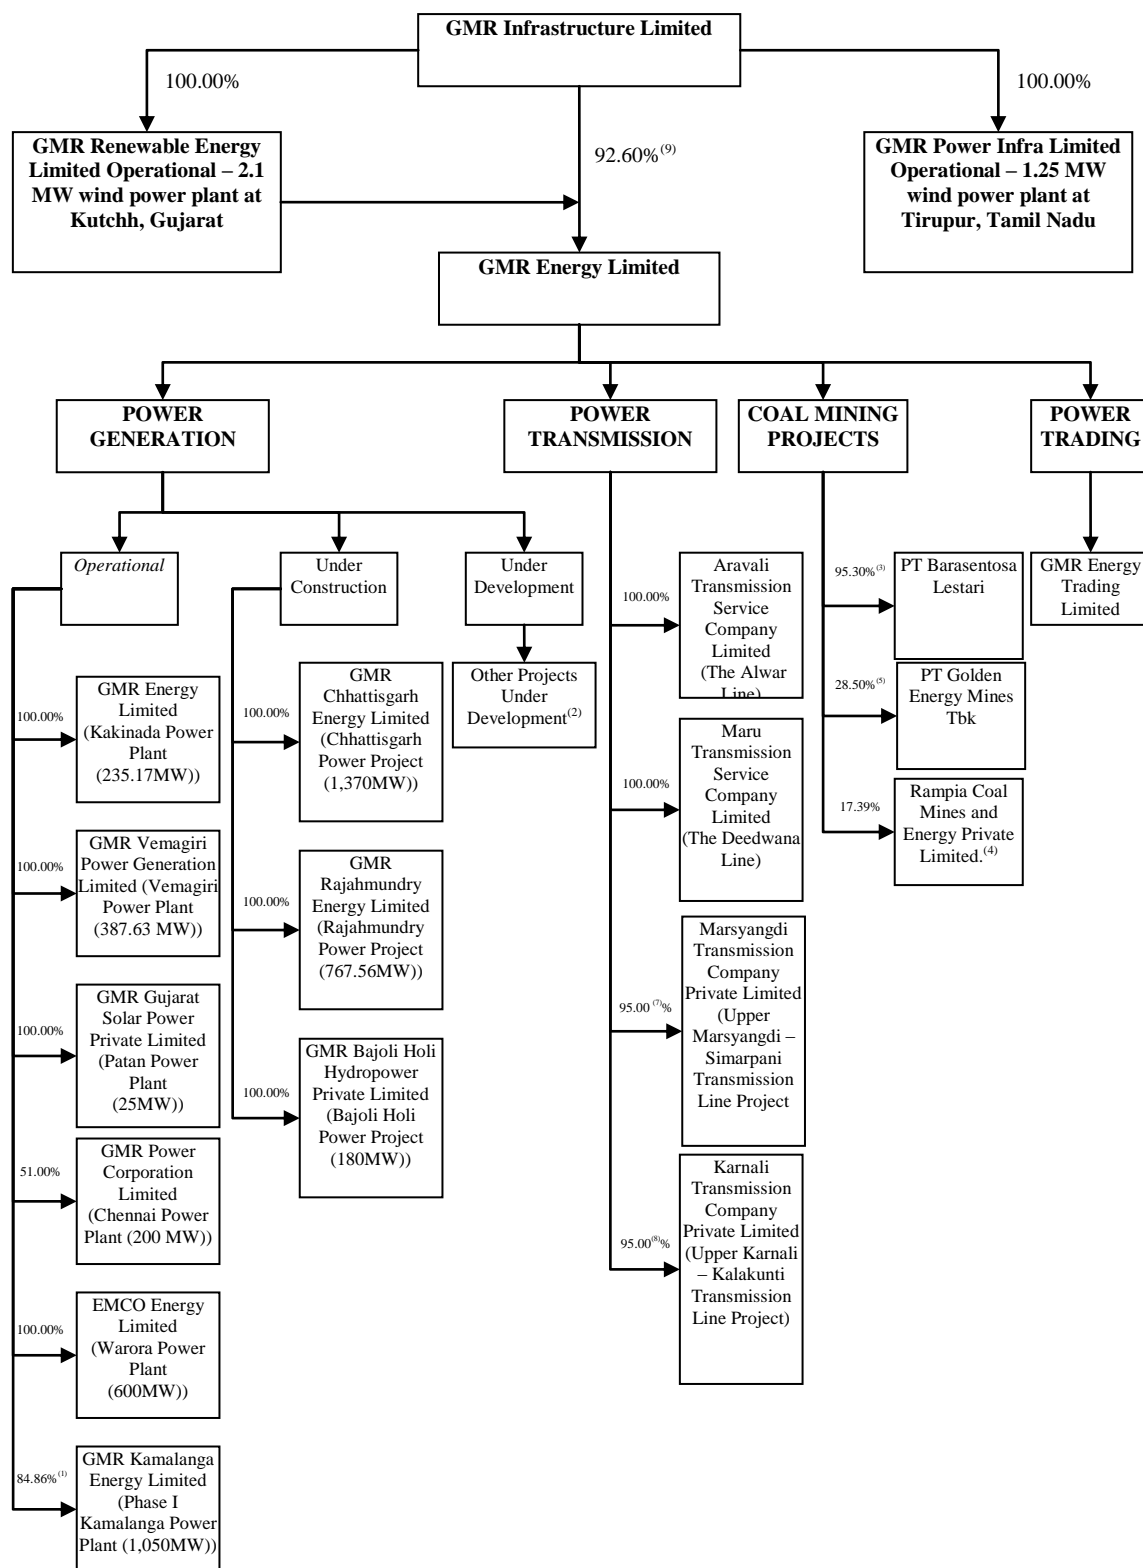 GMR Infrastructure Limited
100.00%
100.00%
GMR Renewable Energy
Limited Operational – 2.1
MW wind power plant at
Kutchh, Gujarat
92.60%(9)
GMR Power Infra Limited
Operational – 1.25 MW
wind power plant at
Tirupur, Tamil Nadu
GMR Energy Limited
POWER
GENERATION
POWER
TRANSMISSION
COAL MINING
PROJECTS
POWER
TRADING
Operational
Under
Construction
Under
Development
100.00%
GMR Energy
Limited
(Kakinada Power
Plant
(235.17MW))
100.00%
GMR Vemagiri
Power Generation
Limited (Vemagiri
Power Plant
(387.63 MW))
100.00%
GMR Gujarat
Solar Power
Private Limited
(Patan Power
Plant
(25MW))
51.00%
GMR Power
Corporation
Limited
(Chennai Power
Plant (200 MW))
100.00%
EMCO Energy
Limited
(Warora Power
Plant
(600MW))
84.86%(1)
GMR Kamalanga
Energy Limited
(Phase I
Kamalanga Power
Plant (1,050MW))
100.00%
GMR
Chhattisgarh
Energy Limited
(Chhattisgarh
Power Project
(1,370MW))
100.00%
GMR
Rajahmundry
Energy Limited
(Rajahmundry
Power Project
(767.56MW))
100.00%
GMR Bajoli Holi
Hydropower
Private Limited
(Bajoli Holi
Power Project
(180MW))
Other Projects
Under
Development(2)
100.00%
Aravali
Transmission
Service
Company
Limited
(The Alwar
Line)
100.00%
Maru
Transmission
Service
Company
Limited
(The Deedwana
Line)
95.00 (7)%
Marsyangdi
Transmission
Company
Private Limited
(Upper
Marsyangdi –
Simarpani
Transmission
Line Project
95.00(8)%
Karnali
Transmission
Company
Private Limited
(Upper Karnali
– Kalakunti
Transmission
Line Project)
95.30%(3)
PT Barasentosa
Lestari
28.50%(5)
PT Golden
Energy Mines
Tbk
17.39%
Rampia Coal
Mines and
Energy Private
Limited.(4)
GMR Energy
Trading
Limited